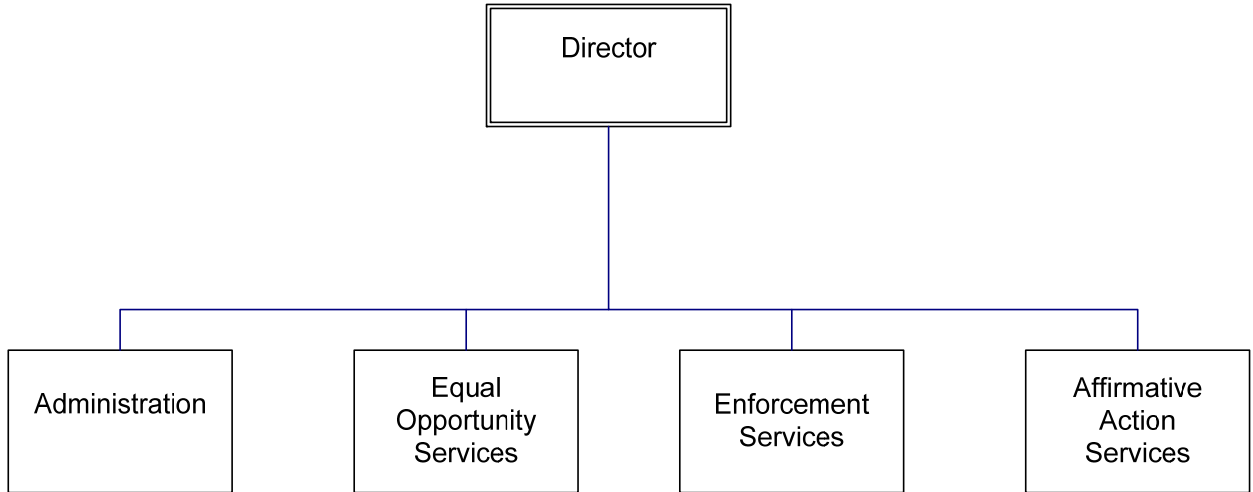 Director
Administration
Equal
Opportunity
Services
Enforcement
Services
Affirmative
Action
Services